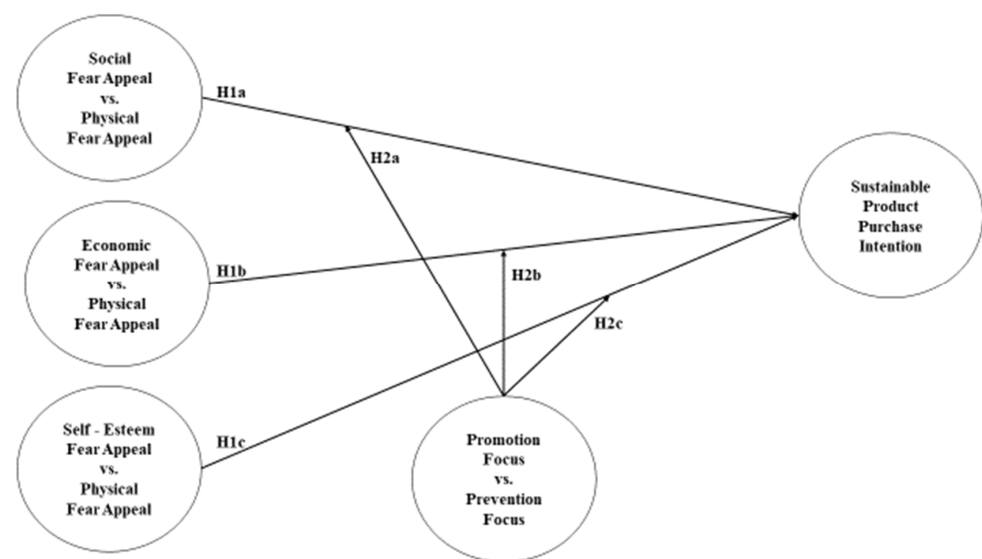 Social
Fear Appeal
vs.
Physical
Fear Appeal
H1a
H2a
Sustainable
Product
Purchase
Intention
Economic
Fear Appeal
vs.
Physical
Fear Appeal
H1b
H2b
H2c
Self - Esteem
Fear Appeal
vs.
Physical
Fear Appeal
H1c
Promotion
Focus
vs.
Prevention
Focus